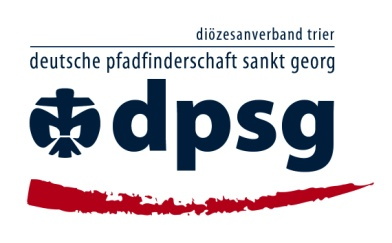 diözesanverband trier
deutsche pfadfinderschaft sankt georg
dpsg